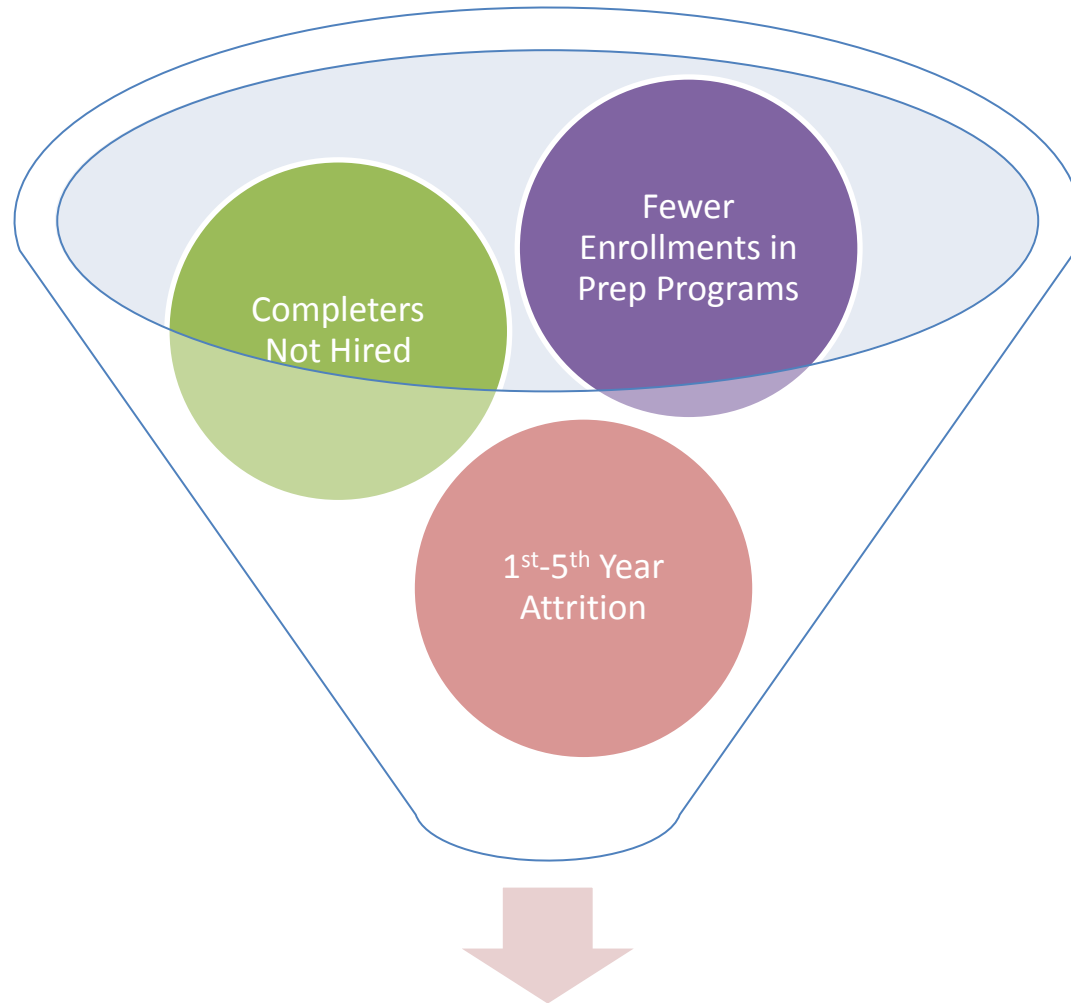 Fewer
Enrollments in
Prep Programs
Completers
Not Hired
1st-5th Year
Attrition